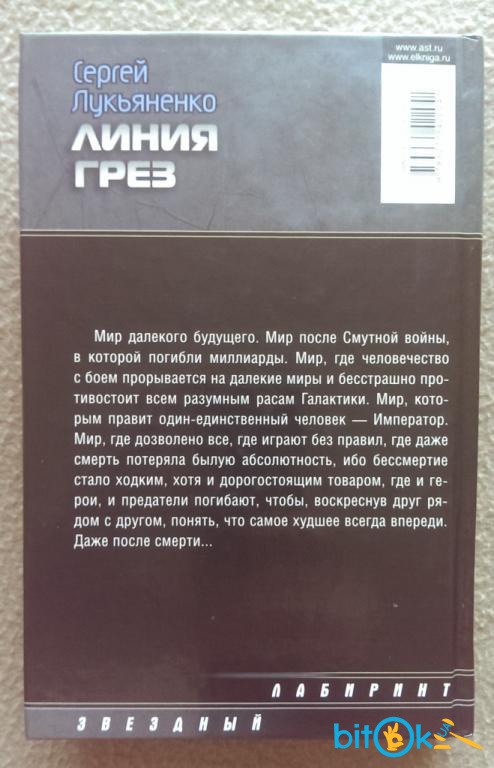 www.ast.ru
www.elkniga.ru
Сергей
Лукьяненко
ЛИНИЯ
ГРЕЗ
Мир далекого будущего. Мир после Смутной войны,
в которой погибли миллиарды. Мир, где человечество
с боем прорывается на далекие миры и бесстрашно про-
тивостоит всем разумным расам Галактики. Мир, кото-
рым правит один-единственный человек — Император.
Мир, где дозволено все, где играют без правил, где даже
смерть потеряла былую абсолютность, ибо бессмертие
стало ходким, хотя и дорогостоящим товаром, где и ге-
рои, и предатели погибают, чтобы, воскреснув друг ря-
дом с другом, понять, что самое худшее всегда впереди.
Даже после смерти...
ЛАБИРИНТ
ЗВЕЗДНЫЙ
bitOk